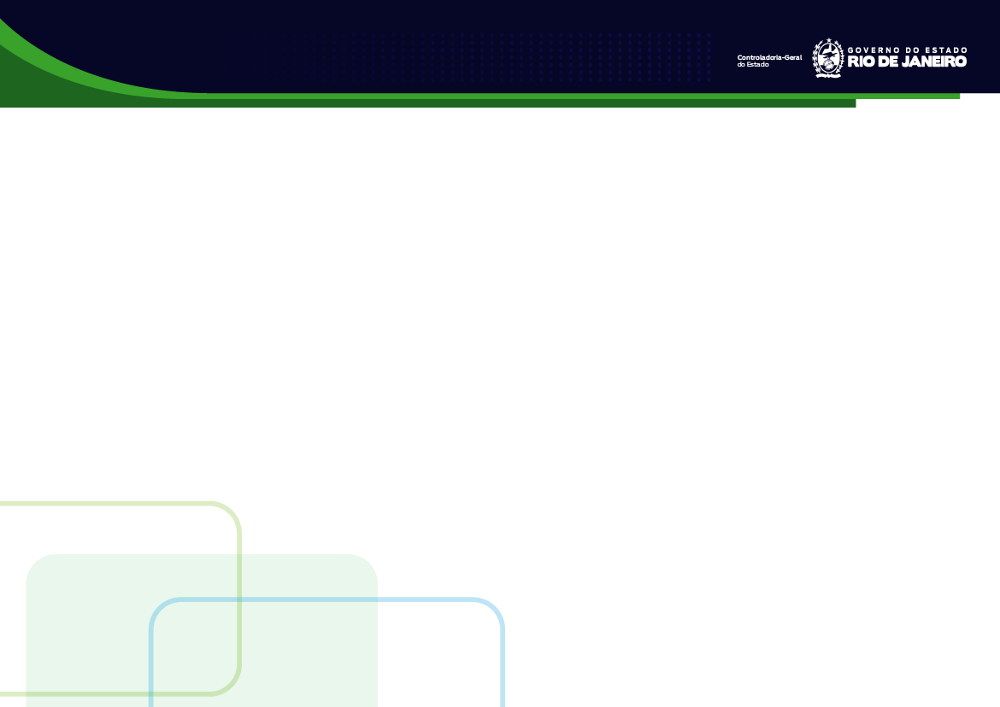 Controladoria-Geral
do Estado
GOVERNO DO ESTADO
RIO DE JANEIRO